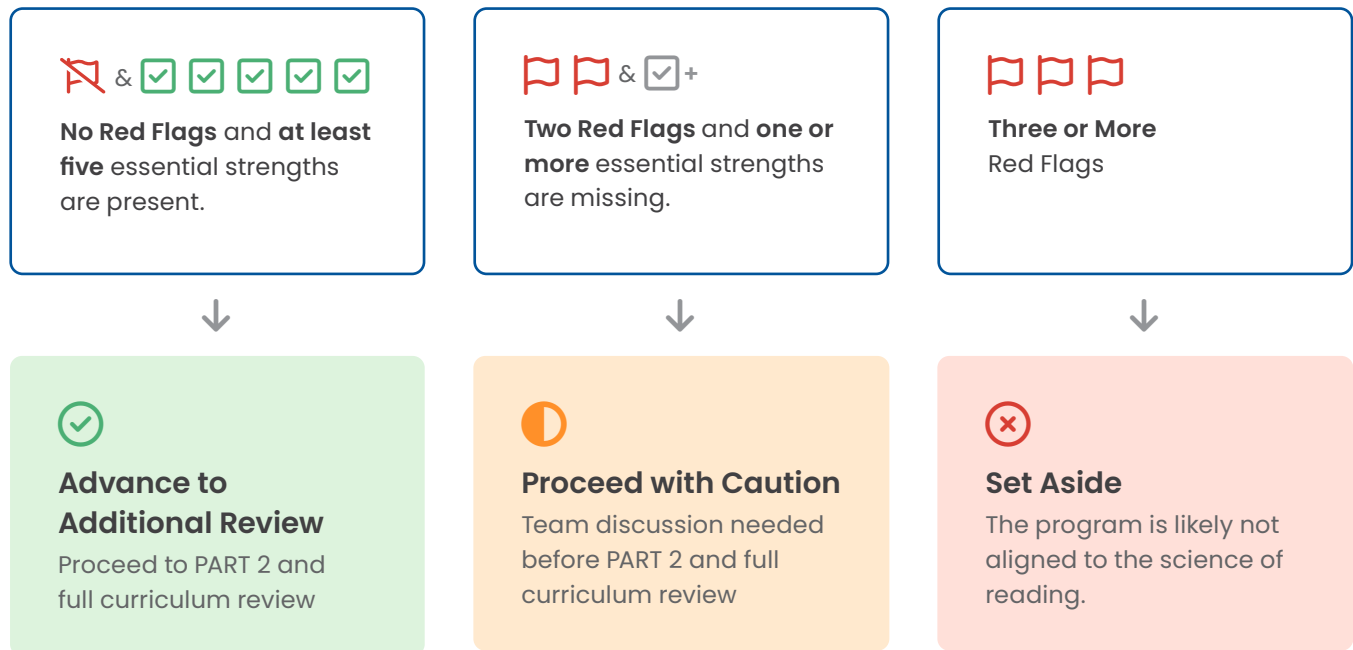 &
No Red Flags and at least
five essential strengths
are present.
& +
Two Red Flags and one or
more essential strengths
are missing.
Three or More
Red Flags
Advance to
Additional Review
Proceed to PART 2 and
full curriculum review
Proceed with Caution
Team discussion needed
before PART 2 and full
curriculum review
Set Aside
The program is likely not
aligned to the science of
reading.